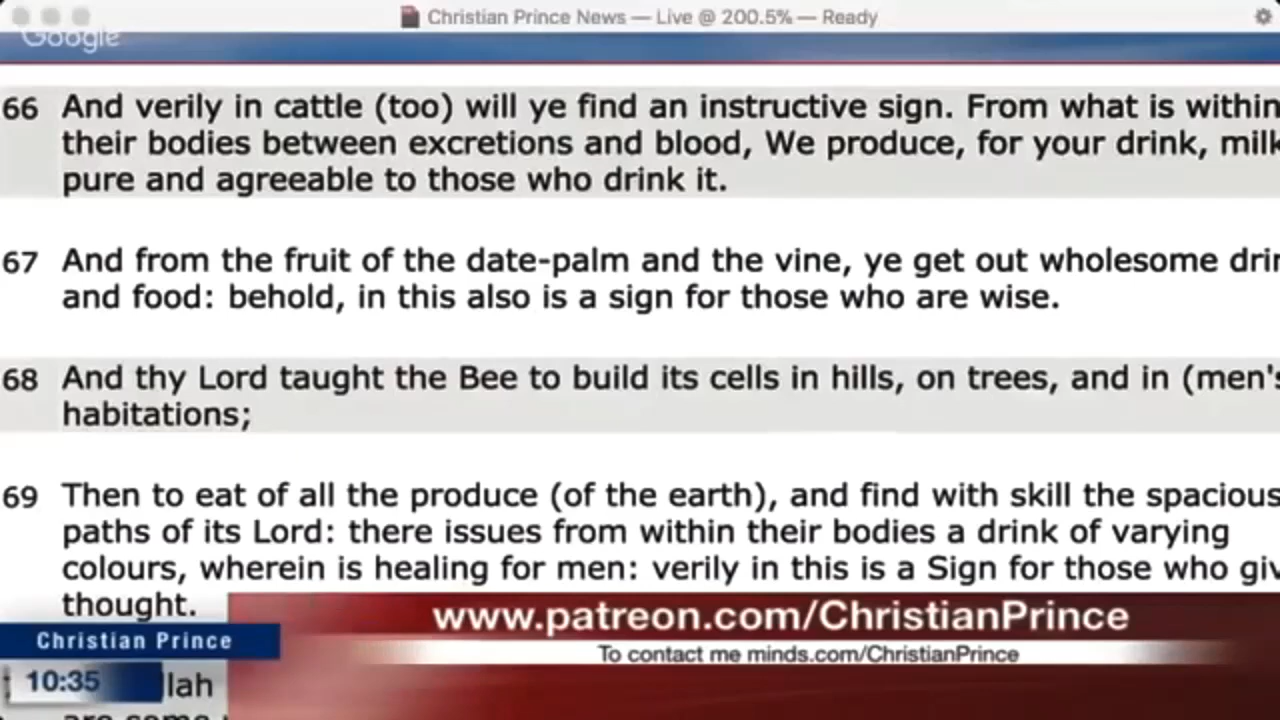 Christian Prince News — Live @ 200.5% — Ready
Google
66 And verily in cattle (too) will ye find an instructive sign. From what is within
their bodies between excretions and blood, We produce, for your drink, milk
pure and agreeable to those who drink it.
67 And from the fruit of the date-palm and the vine, ye get out wholesome
and food: behold, in this also is a sign for those who are wise.
68 And thy Lord taught the Bee to build its cells in hills, on trees, and in (men's
habitations;
69 Then to eat of all the produce (of the earth), and find with skill the spacious
paths of its Lord: there issues from within their bodies a drink of varying
colours, wherein is healing for men: verily in this is a Sign for those who
thought.
www.patreon.com/ChristianPrince
Christian Prince
To contact me minds.com/ChristianPrince
10:35
lah